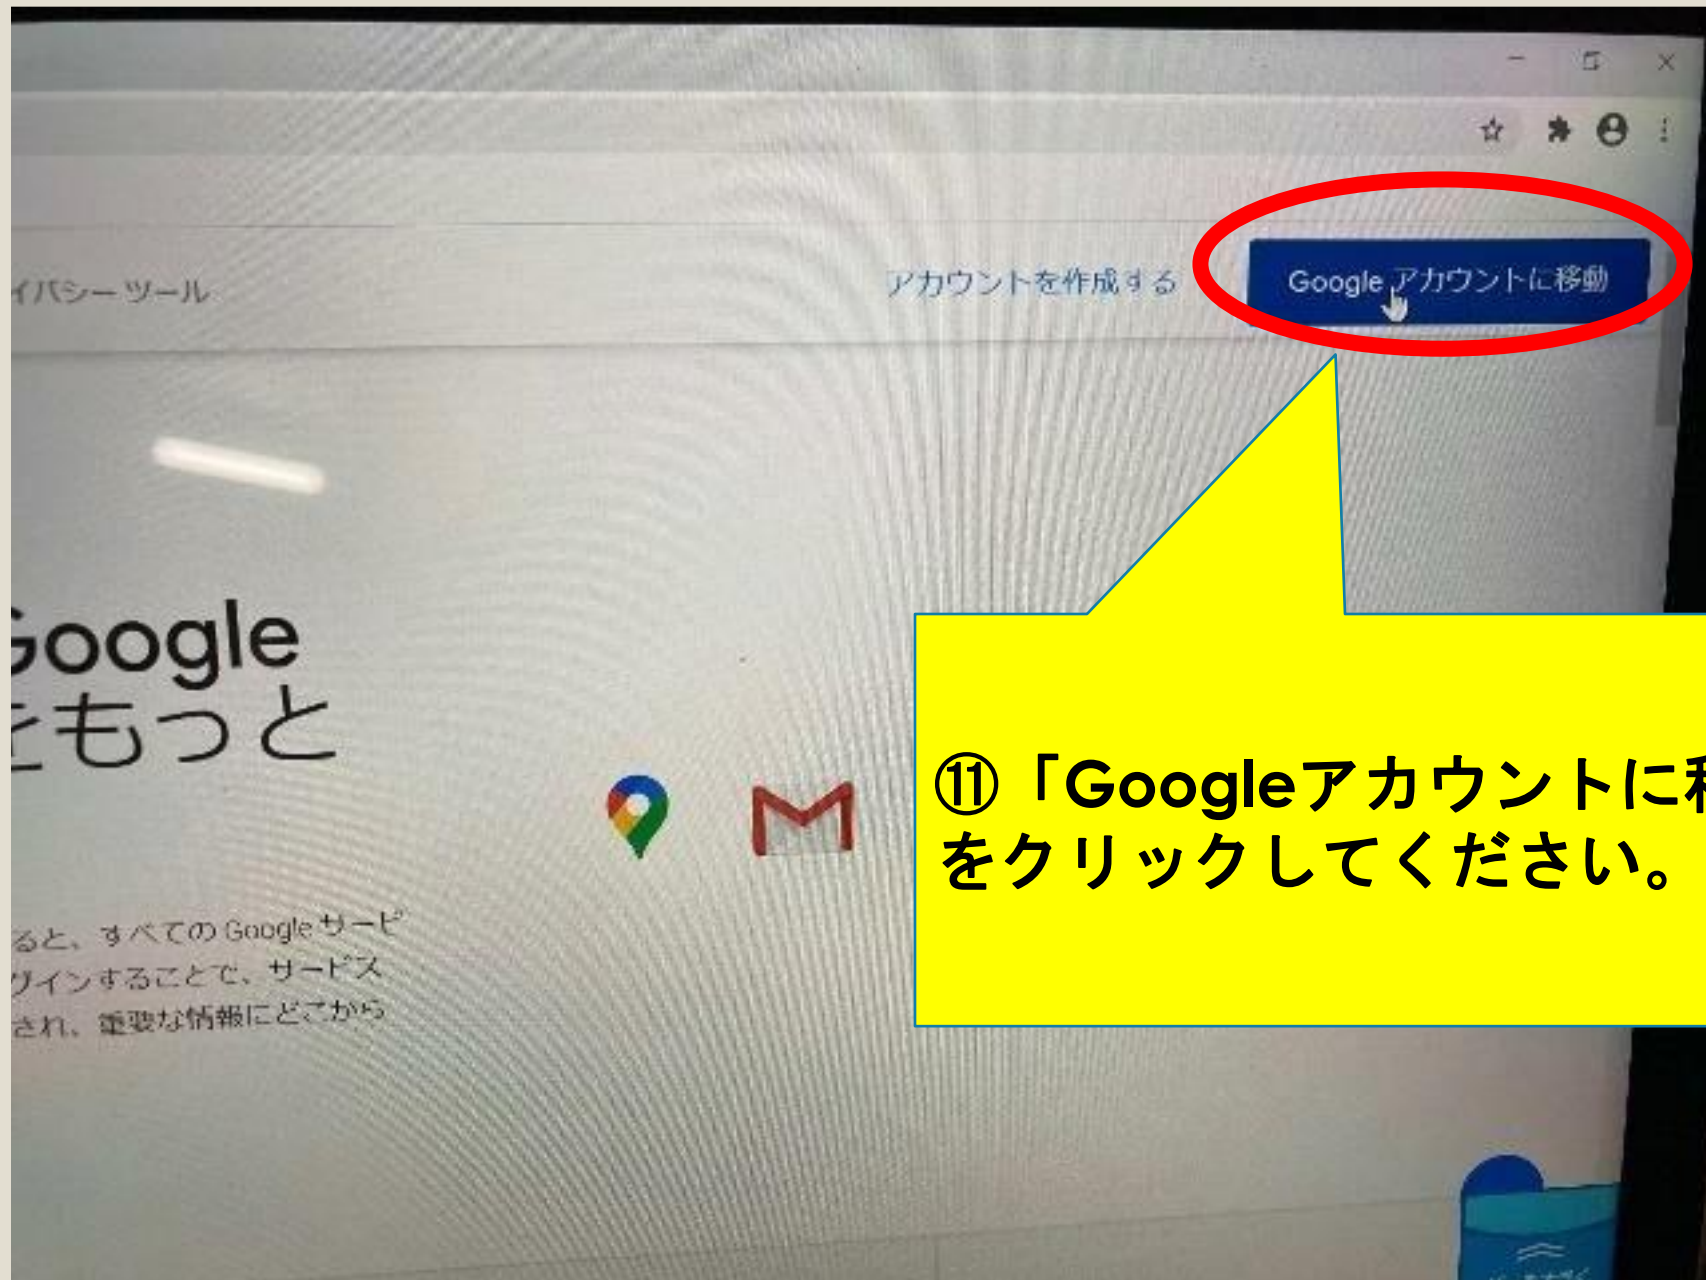 イバシー ツール
アカウントを作成する
Google アカウントに移動
Google
をもっと
⑪「Googleアカウントに
をクリックしてください。
ると、すべての Google サービ
グインすることで、サービス
され、重要な情報にどこから